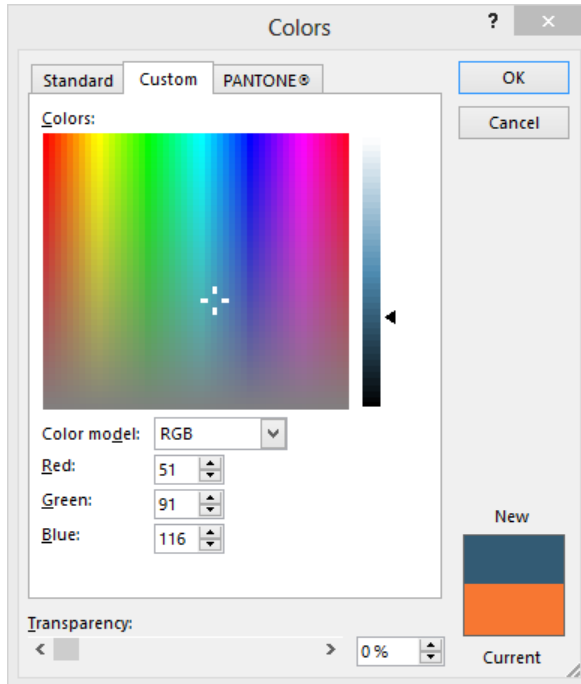 Colors ?
Standard Custom PANTONE®
OK
Colors:
Cancel
Color model: RGB
Red: 51
Green: 91
Blue: 116
New
Transparency:
0 %
Current